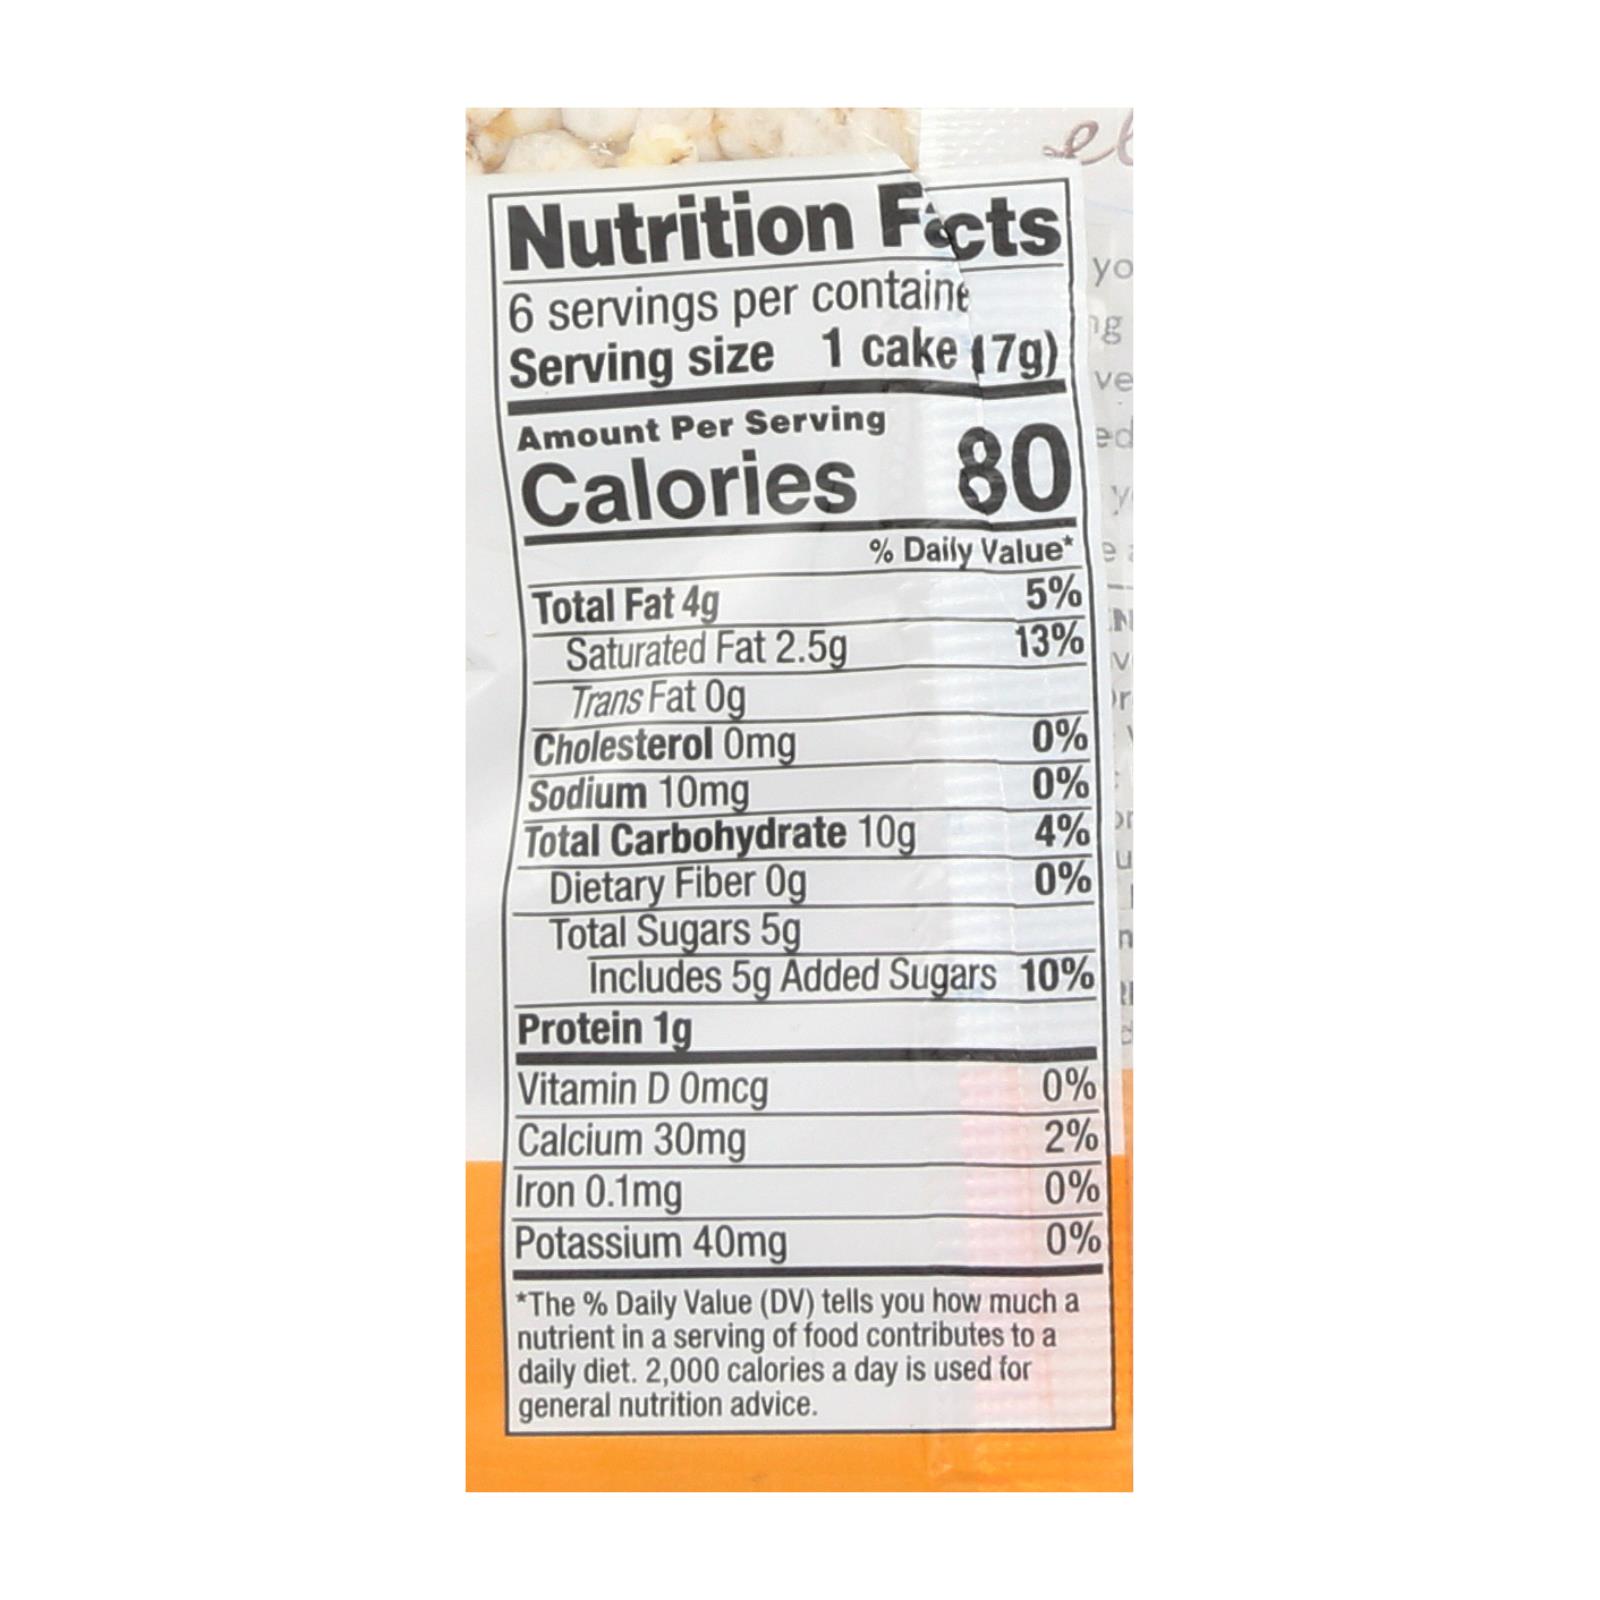 el
Nutrition Facts
6 servings per containe
Serving size 1 cake (17g)
Amount Per Serving
Calories 80
% Daily Value*
Total Fat 4g 5%
Saturated Fat 2.5g 13%
Trans Fat 0g
Cholesterol 0mg 0%
Sodium 10mg 0%
Total Carbohydrate 10g 4%
Dietary Fiber 0g 0%
Total Sugars 5g
Includes 5g Added Sugars 10%
Protein 1g
Vitamin D 0mcg 0%
Calcium 30mg 2%
Iron 0.1mg 0%
Potassium 40mg 0%
*The % Daily Value (DV) tells you how much a
nutrient in a serving of food contributes to a
daily diet. 2,000 calories a day is used for
general nutrition advice.